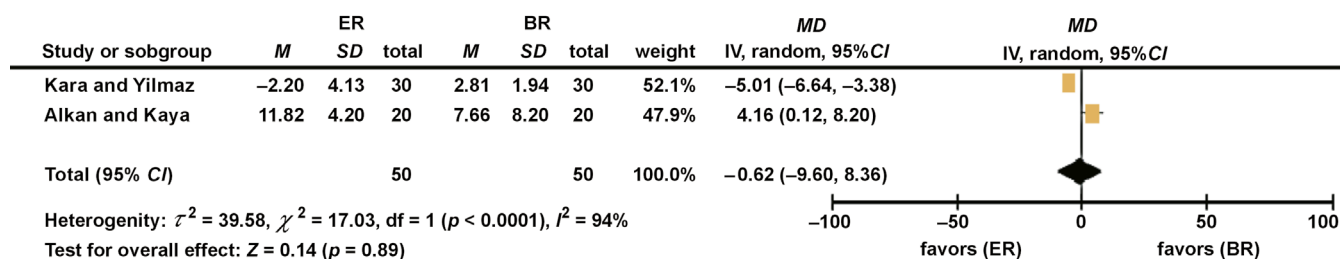 ER BR MD MD
Study or sobgroup M SD total M SD total weight IV, random, 95%CI IV, random, 95%CI
Kara and Yilmaz –2.20 4.13 30 2.81 1.94 30 52.1% –5.01 (–6.64, –3.38)
Alkan and Kaya 11.82 4.20 20 7.66 8.20 20 47.9% 4.16 (0.12, 8.20)
Total (95% CI) 50 50 100.0% –0.62 (–9.60, 8.36)
Heterogenity: τ² = 39.58, χ² = 17.03, df = 1 (p < 0.0001), I² = 94%
–100 –50 0 50 100
Test for overall effect: Z = 0.14 (p = 0.89)
favors (ER) favors (BR)